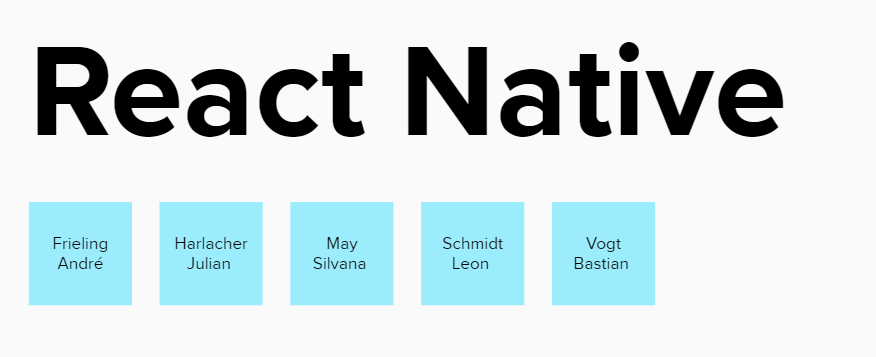 React Native
Frieling
André
Harlacher
Julian
May
Silvana
Schmidt
Leon
Vogt
Bastian